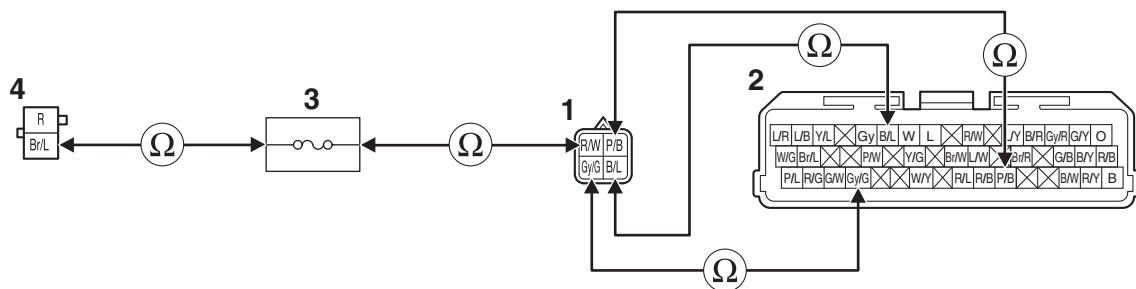 4
R
Br/L
Ω
3
Ω
1
R/W P/B
Gy/G B/L
Ω
Ω
Ω
2
L/R L/B Y/L Gy B/L W L R/W L/Y B/R Gy/R G/Y O
W/G Br/L P/W Y/G Br/W L/W Br/R G/B B/Y R/B
P/L R/G G/W Gy/G W/Y R/L R/B P/B B/W R/Y B